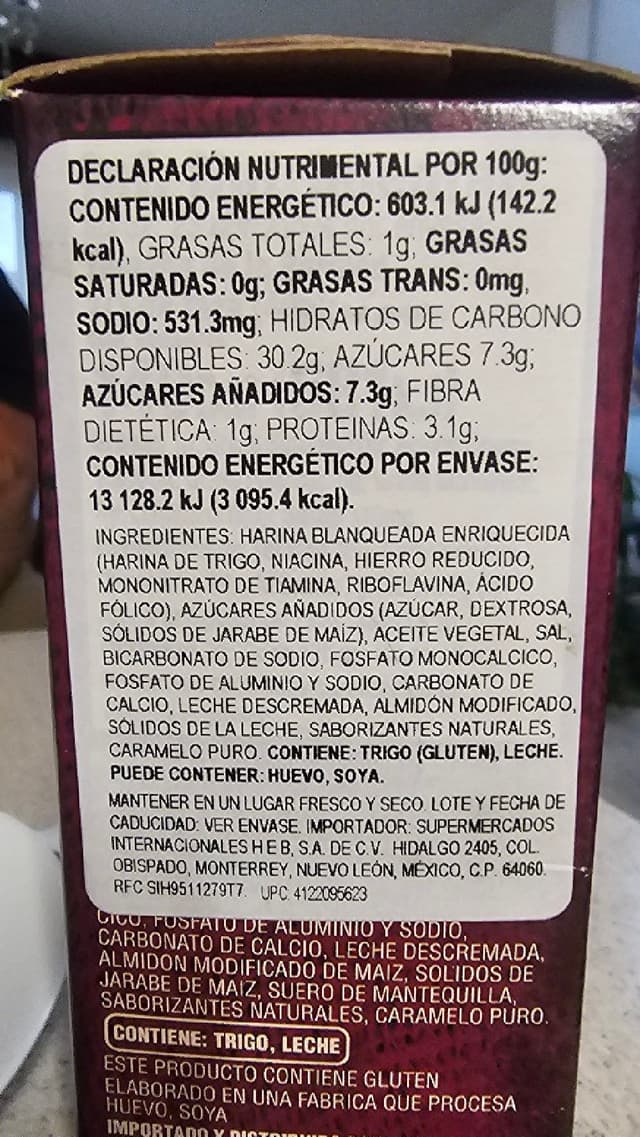 DECLARACIÓN NUTRIMENTAL POR 100g:
CONTENIDO ENERGÉTICO: 603.1 kJ (142.2
kcal), GRASAS TOTALES: 1g; GRASAS
SATURADAS: 0g; GRASAS TRANS: 0mg,
SODIO: 531.3mg; HIDRATOS DE CARBONO
DISPONIBLES: 30.2g; AZÚCARES 7.3g;
AZÚCARES AÑADIDOS: 7.3g; FIBRA
DIETÉTICA: 1g; PROTEINAS: 3.1g;
CONTENIDO ENERGÉTICO POR ENVASE:
13 128.2 kJ (3 095.4 kcal).
INGREDIENTES: HARINA BLANQUEADA ENRIQUECIDA
(HARINA DE TRIGO, NIACINA, HIERRO REDUCIDO,
MONONITRATO DE TIAMINA, RIBOFLAVINA, ÁCIDO
FÓLICO), AZÚCARES AÑADIDOS (AZÚCAR, DEXTROSA,
SÓLIDOS DE JARABE DE MAÍZ), ACEITE VEGETAL, SAL,
BICARBONATO DE SODIO, FOSFATO MONOCALCICO,
FOSFATO DE ALUMINIO Y SODIO, CARBONATO DE
CALCIO, LECHE DESCREMADA, ALMIDÓN MODIFICADO,
SÓLIDOS DE LA LECHE, SABORIZANTES NATURALES,
CARAMELO PURO. CONTIENE: TRIGO (GLUTEN), LECHE.
PUEDE CONTENER: HUEVO, SOYA.
MANTENER EN UN LUGAR FRESCO Y SECO. LOTE Y FECHA DE
CADUCIDAD: VER ENVASE. IMPORTADOR: SUPERMERCADOS
INTERNACIONALES H E B, S.A. DE C.V. HIDALGO 2405, COL.
OBISPADO, MONTERREY, NUEVO LEÓN, MÉXICO, C.P. 64060.
RFC SIH9511279T7. UPC: 4122095623
CICO, FOSFATO DE ALUMINIO Y SODIO,
CARBONATO DE CALCIO, LECHE DESCREMADA,
ALMIDON MODIFICADO DE MAIZ, SOLIDOS DE
JARABE DE MAIZ, SUERO DE MANTEQUILLA,
SABORIZANTES NATURALES, CARAMELO PURO.
CONTIENE: TRIGO, LECHE
ESTE PRODUCTO CONTIENE GLUTEN
ELABORADO EN UNA FABRICA QUE PROCESA
HUEVO, SOYA
IMPORTADO Y